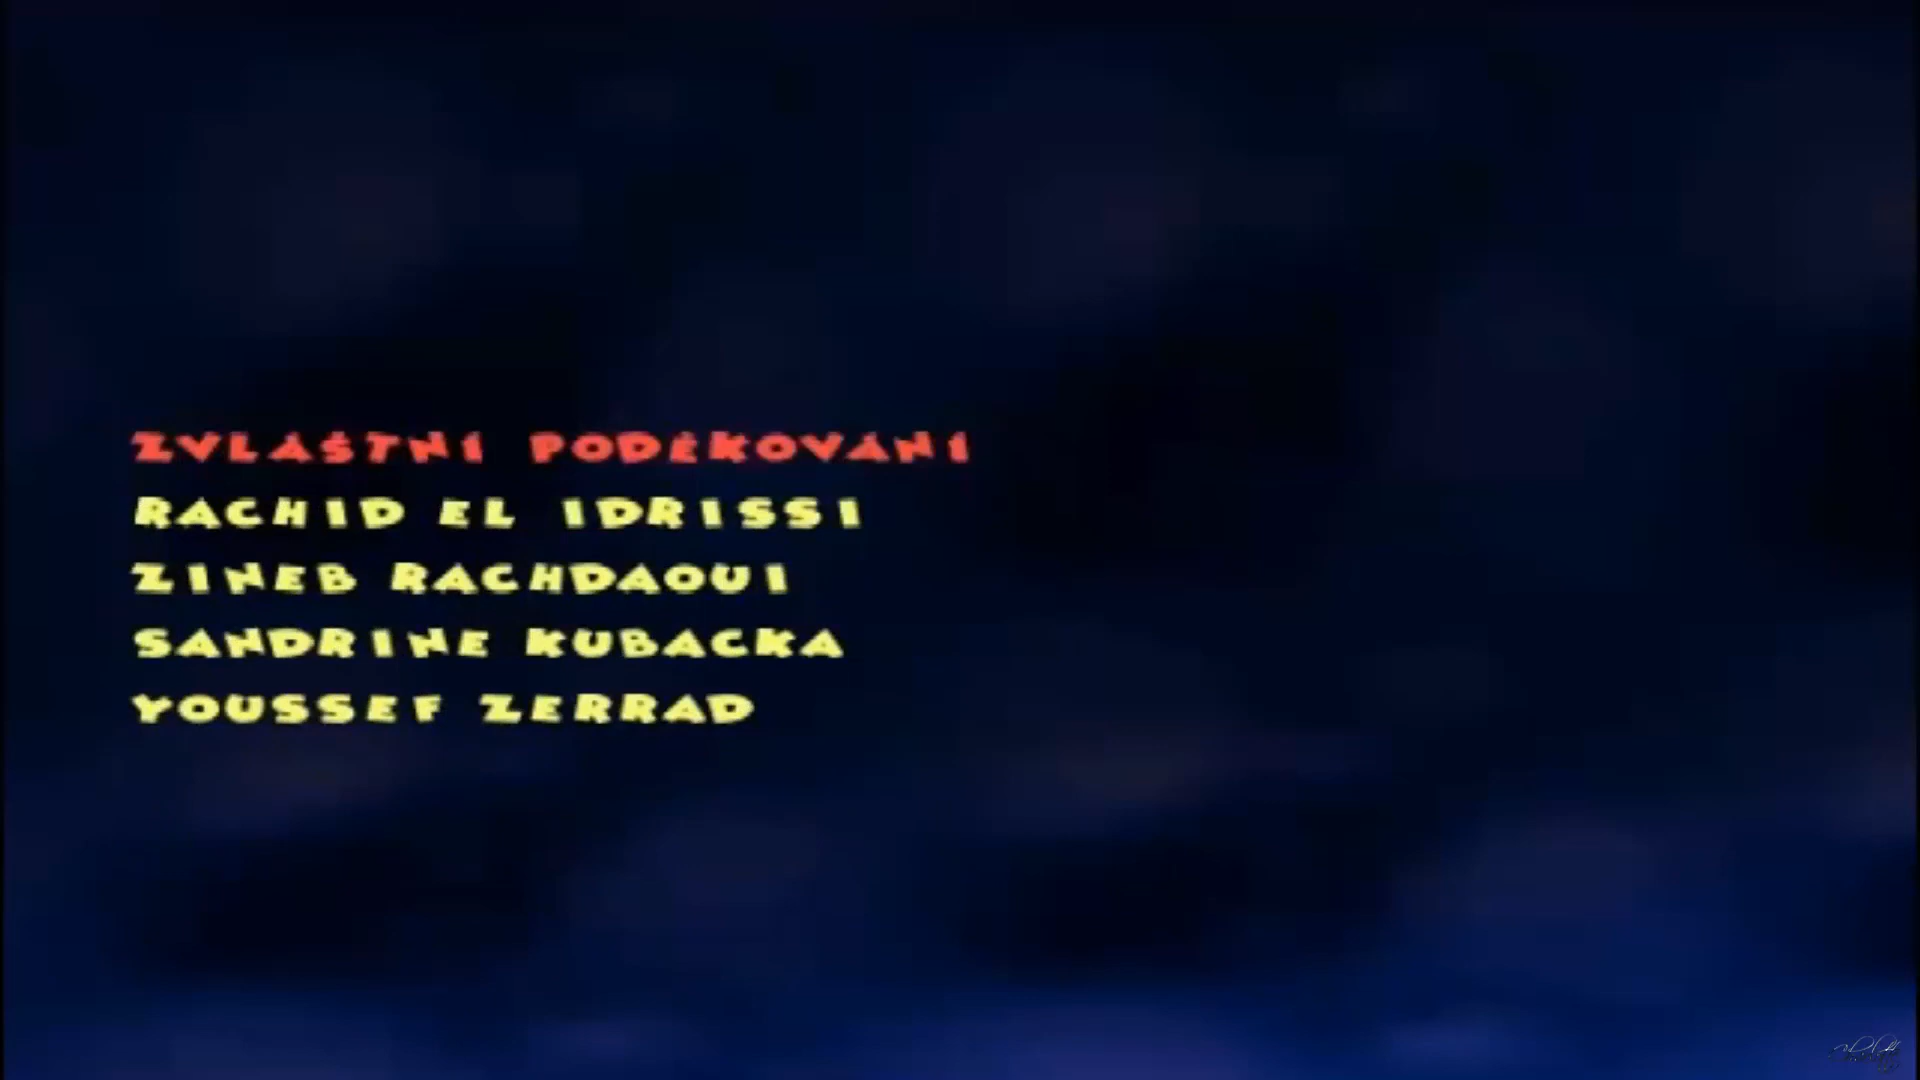 ZVLÁŠTNÍ PODĚKOVÁNÍ
RACHID EL IDRISSI
ZINEB RACHDAOUI
SANDRINE KUBACKA
YOUSSEF ZERRAD